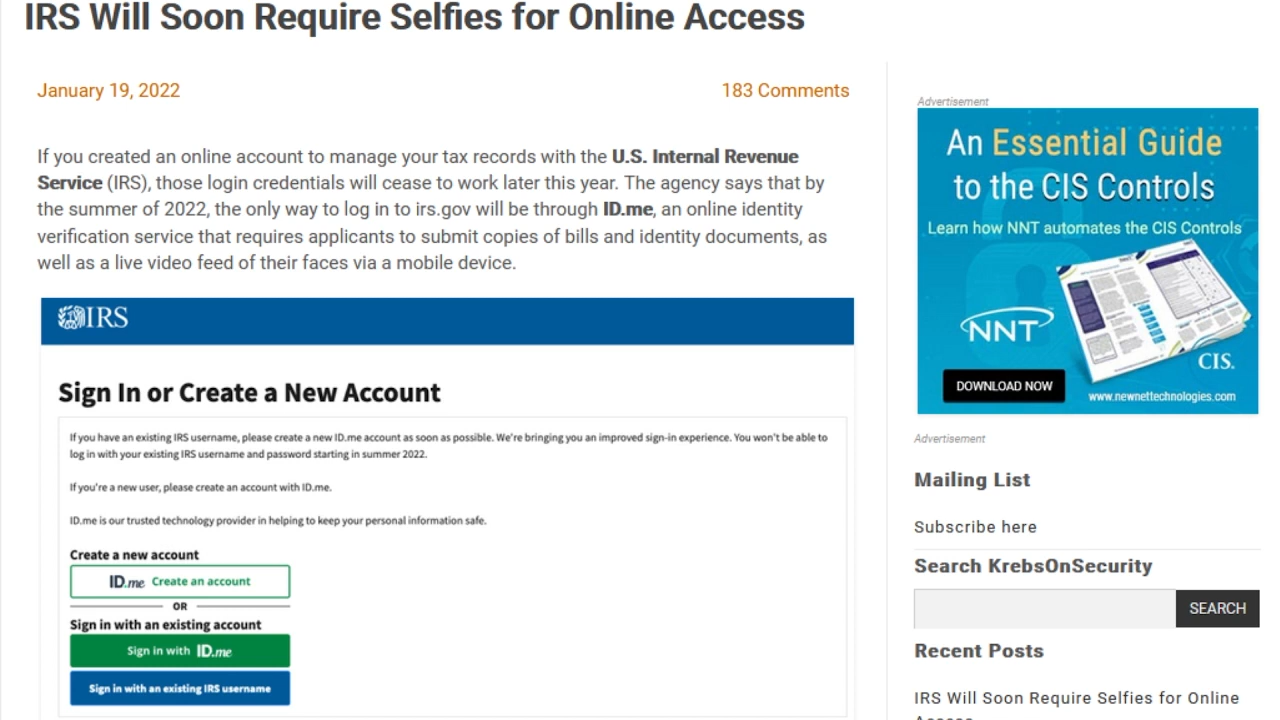 IRS Will Soon Require Selfies for Online Access
January 19, 2022
183 Comments
If you created an online account to manage your tax records with the U.S. Internal Revenue
Service (IRS), those login credentials will cease to work later this year. The agency says that by
the summer of 2022, the only way to log in to irs.gov will be through ID.me, an online identity
verification service that requires applicants to submit copies of bills and identity documents, as
well as a live video feed of their faces via a mobile device.
IRS
Sign In or Create a New Account
If you have an existing IRS username, please create a new ID.me account as soon as possible. We're bringing you an improved sign-in experience. You won't be able to
log in with your existing IRS username and password starting in summer 2022.
If you're a new user, please create an account with ID.me.
ID.me is our trusted technology provider in helping to keep your personal information safe.
Create a new account
ID.me Create an account
OR
Sign in with an existing account
Sign in with ID.me
Sign in with an existing IRS username
Advertisement
An Essential Guide
to the CIS Controls
Learn how NNT automates the CIS Controls
NNT
CIS.
DOWNLOAD NOW
www.newnettechnologies.com
Advertisement
Mailing List
Subscribe here
Search KrebsOnSecurity
SEARCH
Recent Posts
IRS Will Soon Require Selfies for Online
Access